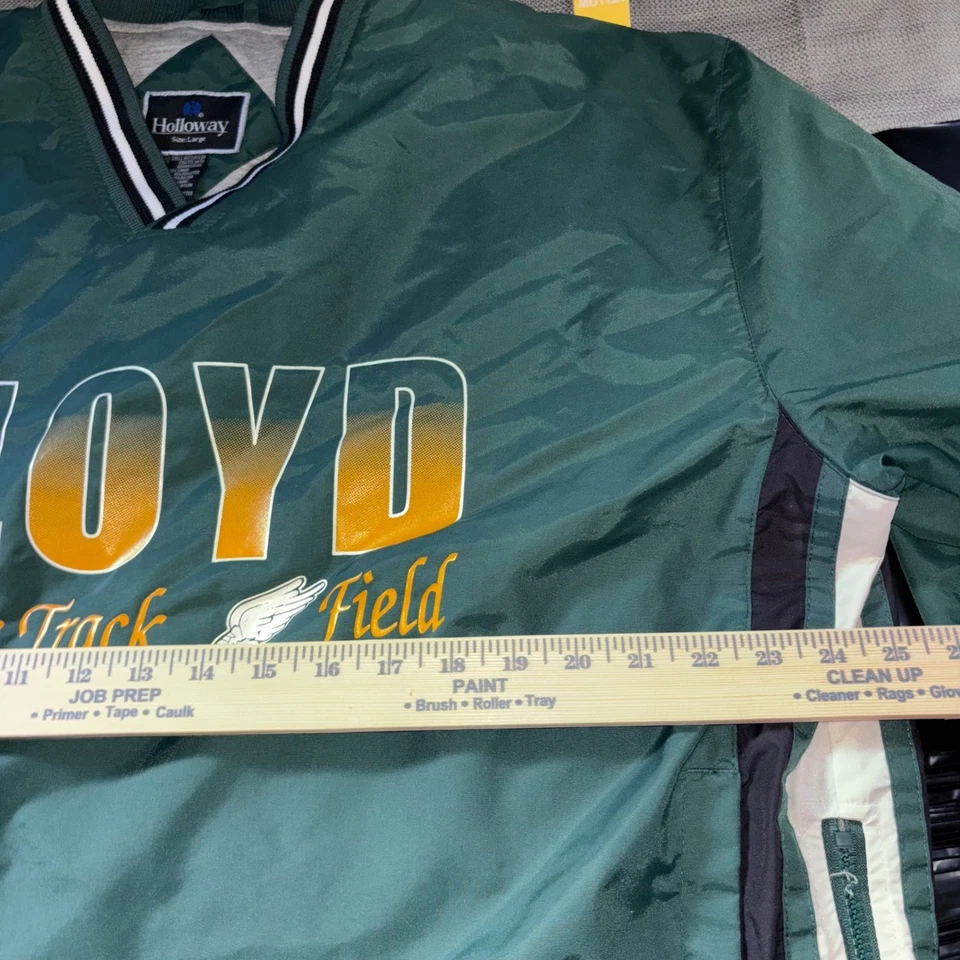 Holloway
Size: Large
OYD
Track Field
11 12 13 14 15 16 17 18 19 20 21 22 23 24 25
JOB PREP
• Primer • Tape • Caulk
PAINT
• Brush • Roller • Tray
CLEAN UP
• Cleaner • Rags • Glov